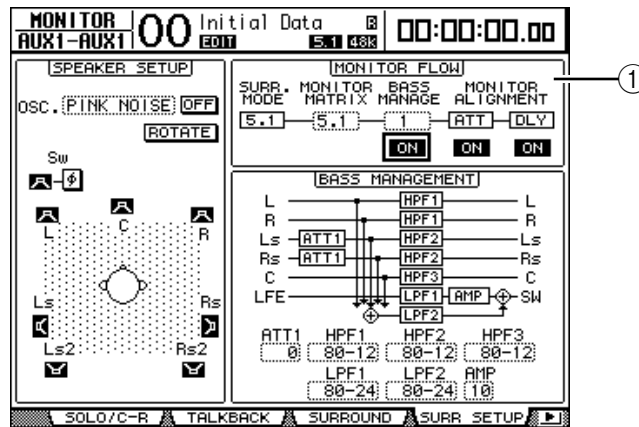 MONITOR
AUX1-AUX1
00
Initial Data
EDIT
5.1 48K
00:00:00.00
SPEAKER SETUP
OSC. PINK NOISE OFF
ROTATE
Sw
ø
L C R
Ls Rs
Ls2 Rs2
MONITOR FLOW
SURR. MONITOR BASS MONITOR
MODE MATRIX MANAGE ALIGNMENT
5.1 5.1 1 ATT DLY
ON ON ON
1
BASS MANAGEMENT
L HPF1 L
R HPF1 R
Ls ATT1 HPF2 Ls
Rs ATT1 HPF2 Rs
C HPF3 C
LFE LPF1 AMP SW
LPF2
ATT1 HPF1 HPF2 HPF3
0 80-12 80-12 80-12
LPF1 LPF2 AMP
80-24 80-24 10
SOLO/C-R TALKBACK SURROUND SURR SETUP